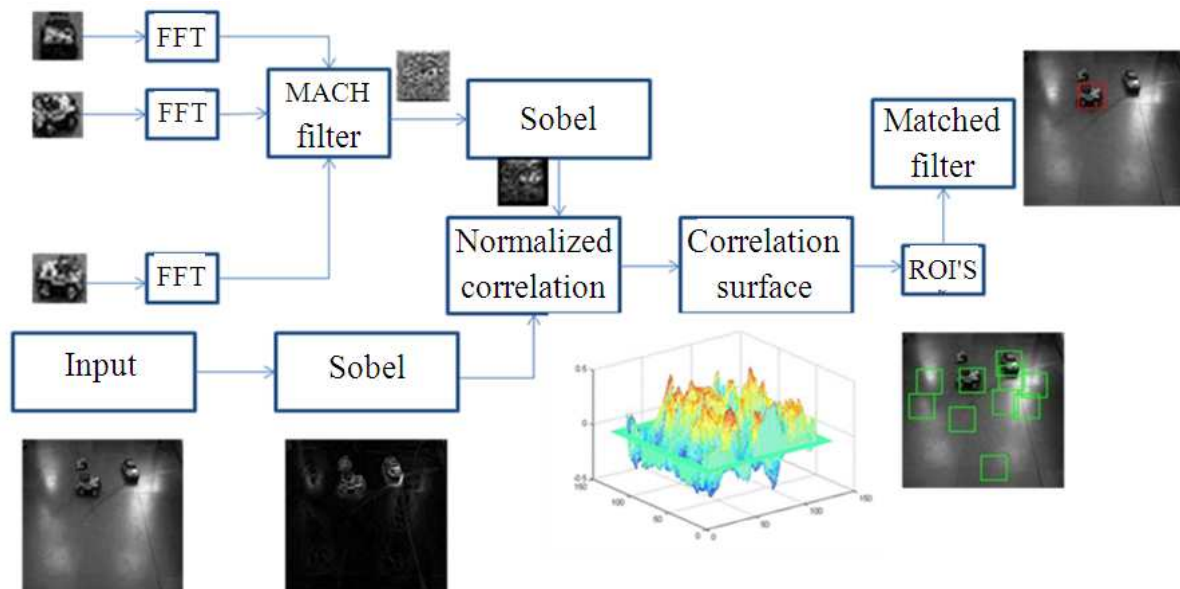 FFT
FFT
MACH
filter
Sobel
Matched
filter
FFT
Normalized
correlation
Correlation
surface
ROI'S
Input
Sobel
0.5
0
-0.5
150
100
50
0
0
50
100
150